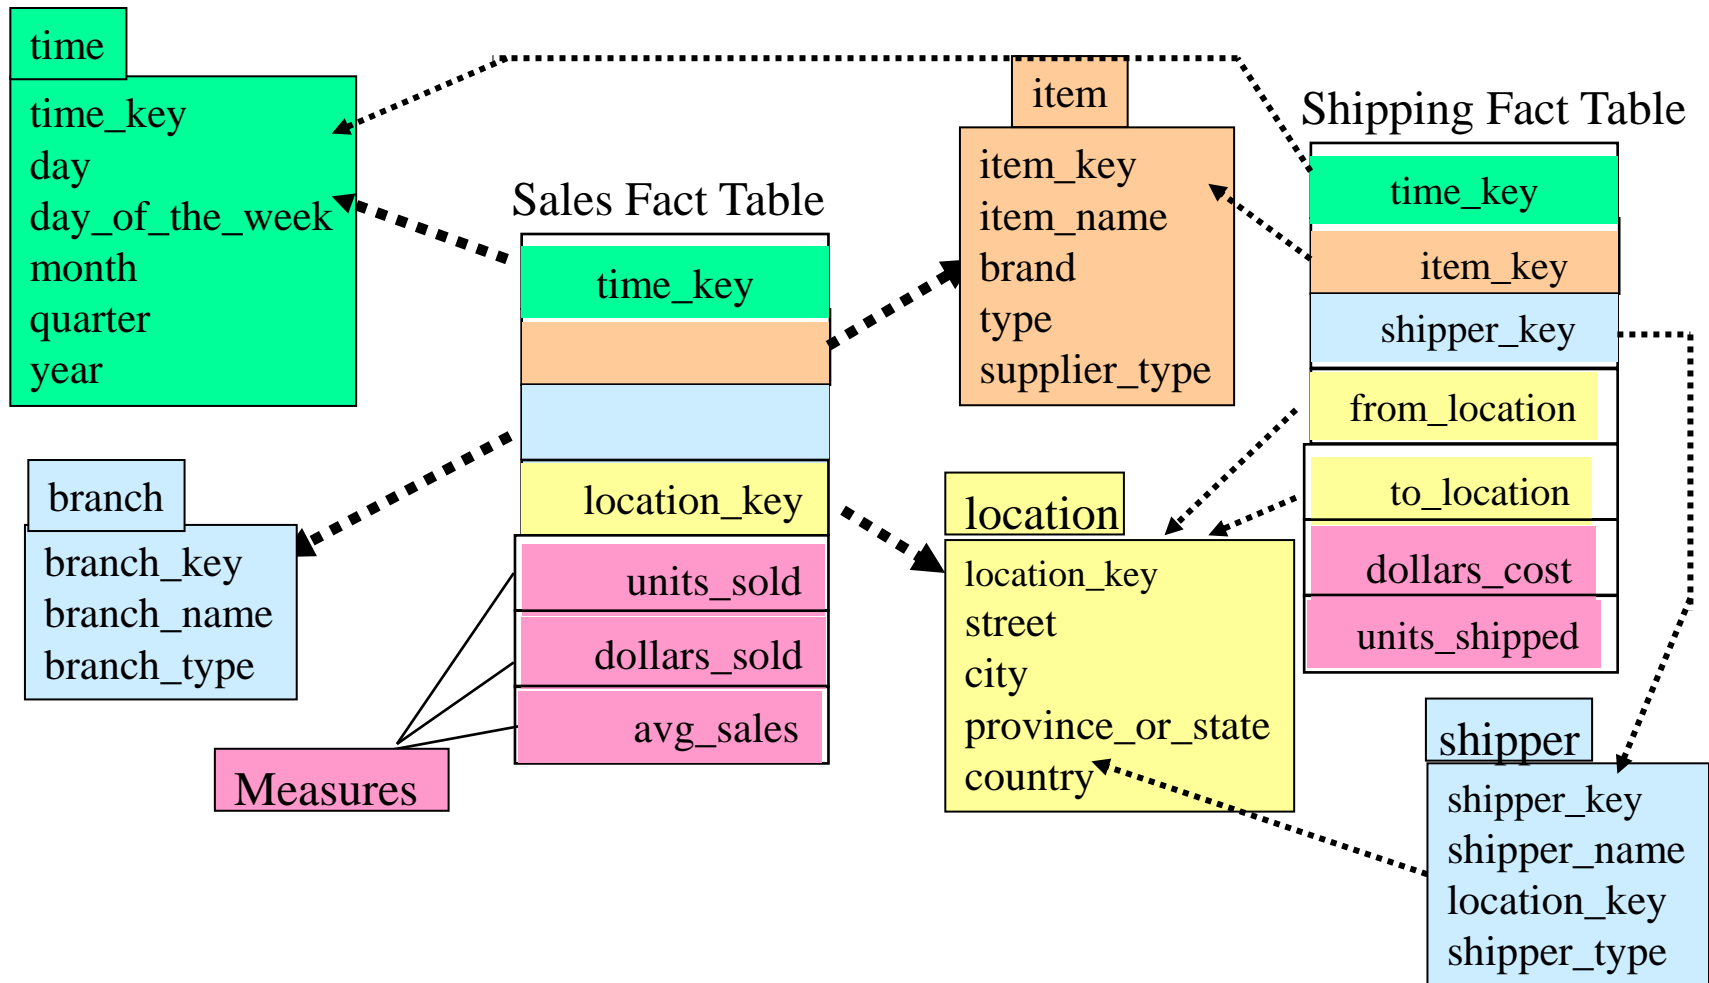 time
time_key
day
day_of_the_week
month
quarter
year
Sales Fact Table
time_key
location_key
units_sold
dollars_sold
avg_sales
Measures
branch
branch_key
branch_name
branch_type
item
item_key
item_name
brand
type
supplier_type
location
location_key
street
city
province_or_state
country
Shipping Fact Table
time_key
item_key
shipper_key
from_location
to_location
dollars_cost
units_shipped
shipper
shipper_key
shipper_name
location_key
shipper_type